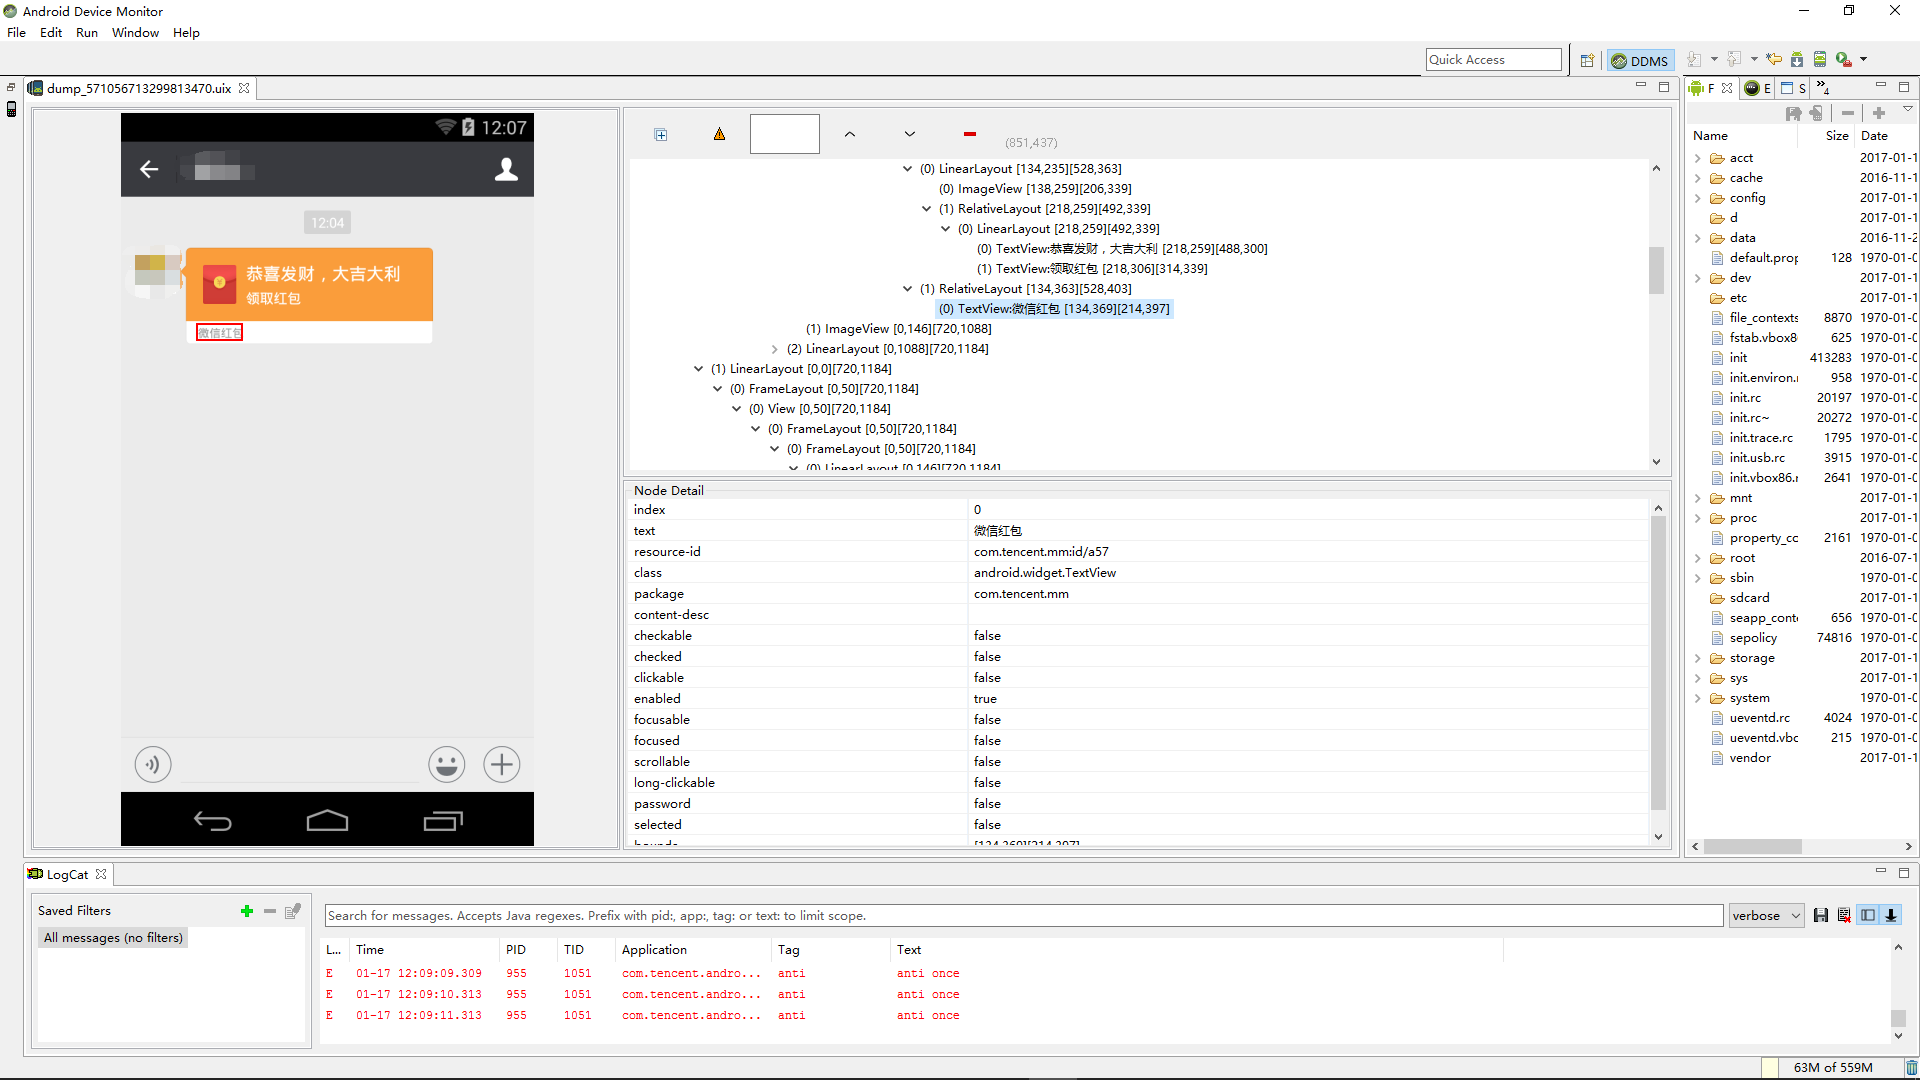 Android Device Monitor
File Edit Run Window Help
Quick Access
DDMS
dump_571056713299813470.uix
F E S »4
12:07
12:04
恭喜发财，大吉大利
领取红包
微信红包
(851,437)
(0) LinearLayout [134,235][528,363]
(0) ImageView [138,259][206,339]
(1) RelativeLayout [218,259][492,339]
(0) LinearLayout [218,259][492,339]
(0) TextView:恭喜发财，大吉大利 [218,259][488,300]
(1) TextView:领取红包 [218,306][314,339]
(1) RelativeLayout [134,363][528,403]
(0) TextView:微信红包 [134,369][214,397]
(1) ImageView [0,146][720,1088]
(2) LinearLayout [0,1088][720,1184]
(1) LinearLayout [0,0][720,1184]
(0) FrameLayout [0,50][720,1184]
(0) View [0,50][720,1184]
(0) FrameLayout [0,50][720,1184]
(0) FrameLayout [0,50][720,1184]
(0) LinearLayout [0,146][720,1184]
Node Detail
index 0
text 微信红包
resource-id com.tencent.mm:id/a57
class android.widget.TextView
package com.tencent.mm
content-desc
checkable false
checked false
clickable false
enabled true
focusable false
focused false
scrollable false
long-clickable false
password false
selected false
bounds [134,369][214,397]
Name Size Date
acct 2017-01-1
cache 2016-11-1
config 2017-01-1
d 2017-01-1
data 2016-11-2
default.prop 128 1970-01-0
dev 2017-01-1
etc 2017-01-1
file_contexts 8870 1970-01-0
fstab.vbox8 625 1970-01-0
init 413283 1970-01-0
init.environ.r 958 1970-01-0
init.rc 20197 1970-01-0
init.rc~ 20272 1970-01-0
init.trace.rc 1795 1970-01-0
init.usb.rc 3915 1970-01-0
init.vbox86.r 2641 1970-01-0
mnt 2017-01-1
proc 2017-01-1
property_cc 2161 1970-01-0
root 2016-07-1
sbin 1970-01-0
sdcard 2017-01-1
seapp_conte 656 1970-01-0
sepolicy 74816 1970-01-0
storage 2017-01-1
sys 2017-01-1
system 1970-01-0
ueventd.rc 4024 1970-01-0
ueventd.vbc 215 1970-01-0
vendor 2017-01-1
LogCat
Saved Filters
All messages (no filters)
Search for messages. Accepts Java regexes. Prefix with pid:, app:, tag: or text: to limit scope.
verbose
L... Time PID TID Application Tag Text
E 01-17 12:09:09.309 955 1051 com.tencent.andro... anti anti once
E 01-17 12:09:10.313 955 1051 com.tencent.andro... anti anti once
E 01-17 12:09:11.313 955 1051 com.tencent.andro... anti anti once
63M of 559M